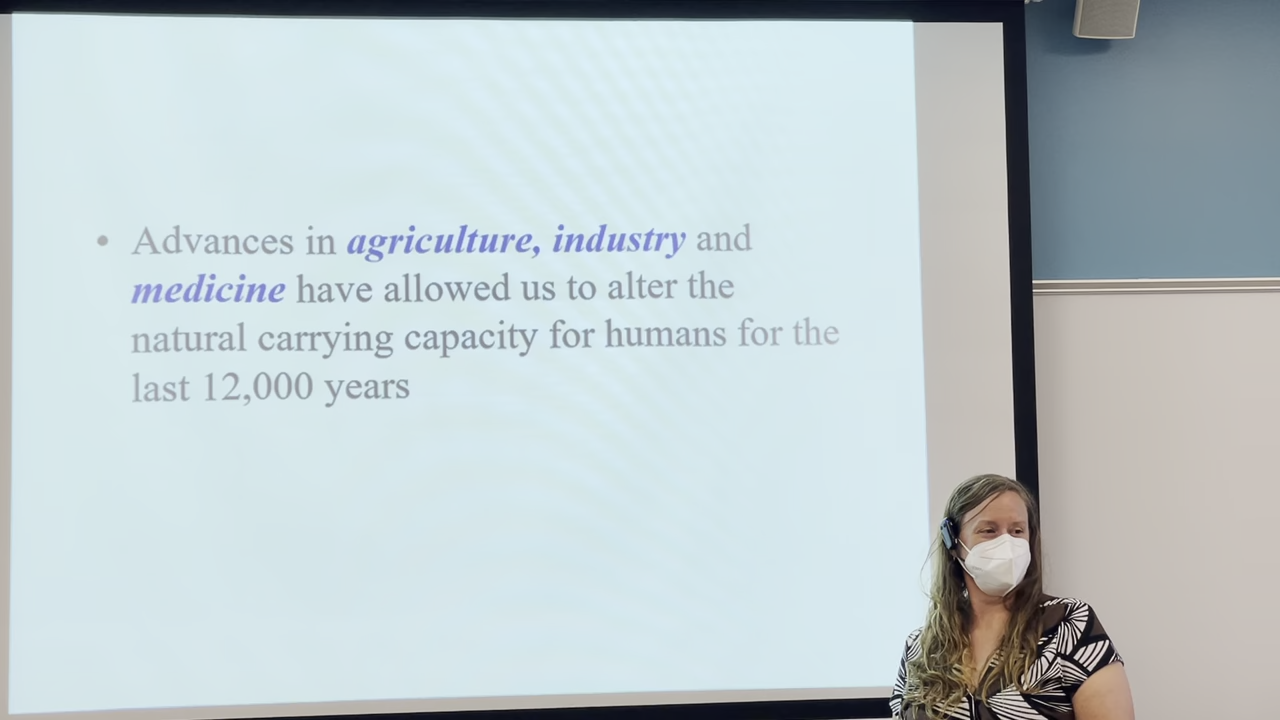 • Advances in agriculture, industry and
medicine have allowed us to alter the
natural carrying capacity for humans for the
last 12,000 years